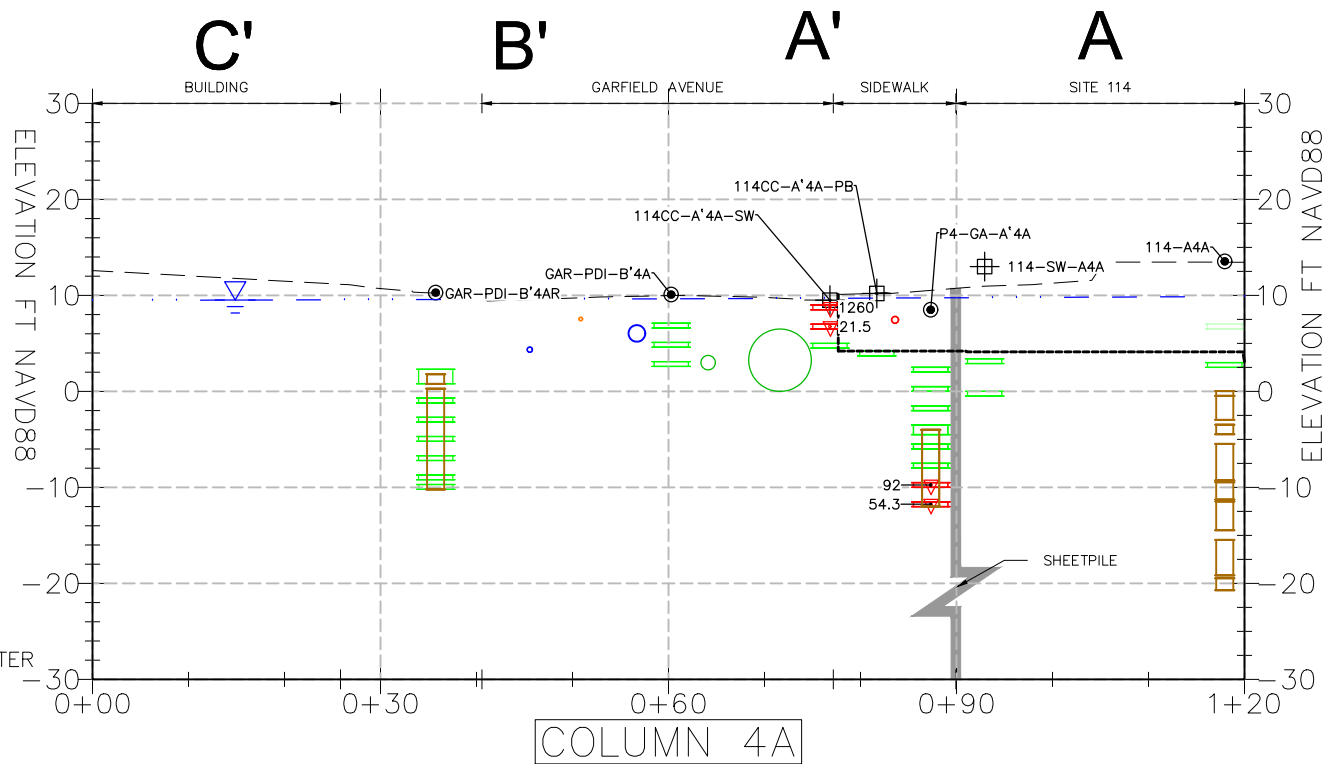 C' B' A' A
BUILDING GARFIELD AVENUE SIDEWALK SITE 114
30 30
ELEVATION FT NAVD88
ELEVATION FT NAVD88
20 20
114CC-A'4A-PB
114CC-A'4A-SW
P4-GA-A'4A
114-A4A
GAR-PDI-B'4A
114-SW-A4A
10 10
GAR-PDI-B'4AR
1260
21.5
0 0
-10 -10
92
54.3
SHEETPILE
-20 -20
TER
-30 -30
0+00 0+30 0+60 0+90 1+20
COLUMN 4A